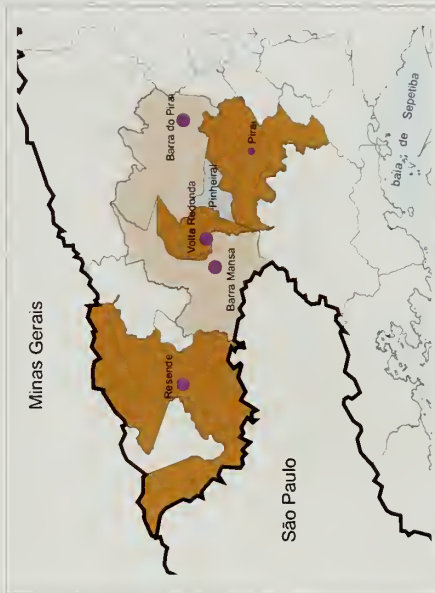 Minas Gerais
Barra do Piraí
Piraí
Volta Redonda
Pinheiral
Barra Mansa
Resende
São Paulo
baía de Sepetiba